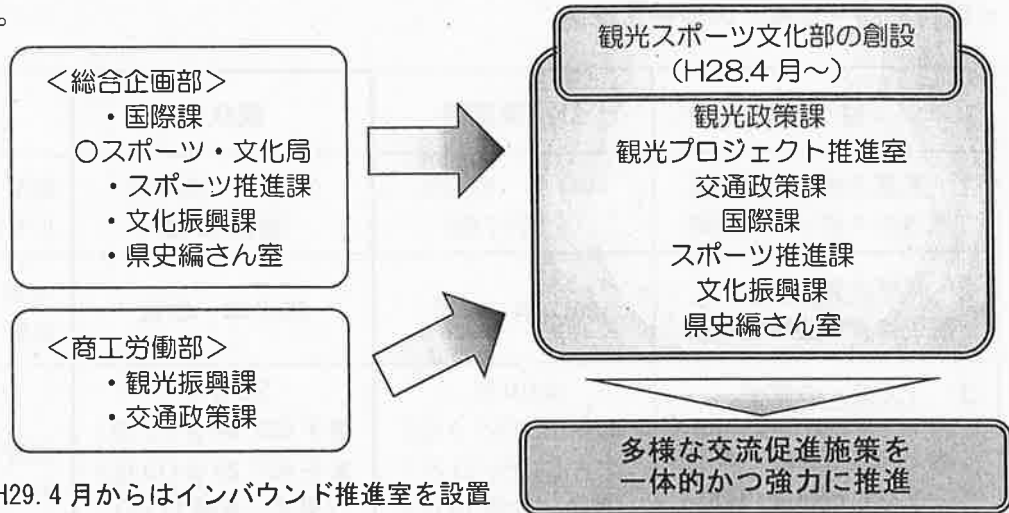 。
<総合企画部>
・国際課
〇スポーツ・文化局
・スポーツ推進課
・文化振興課
・県史編さん室
<商工労働部>
・観光振興課
・交通政策課
H29.4月からはインバウンド推進室を設置
観光スポーツ文化部の創設
（H28.4月～）
観光政策課
観光プロジェクト推進室
交通政策課
国際課
スポーツ推進課
文化振興課
県史編さん室
多様な交流促進施策を
一体的かつ強力に推進